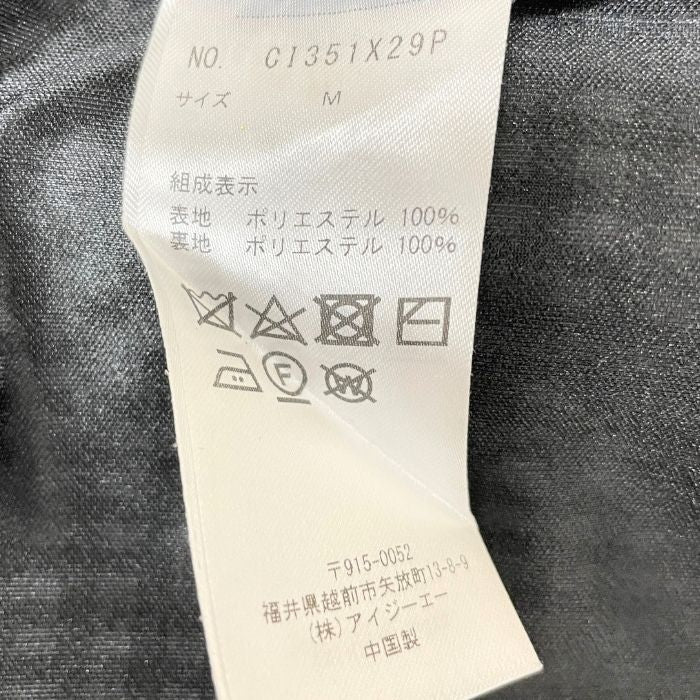 NO. CI351X29P
サイズ M
組成表示
表地 ポリエステル 100%
裏地 ポリエステル 100%
F
W
〒915-0052
福井県越前市矢放町13-8-9
(株)アイジーエー
中国製